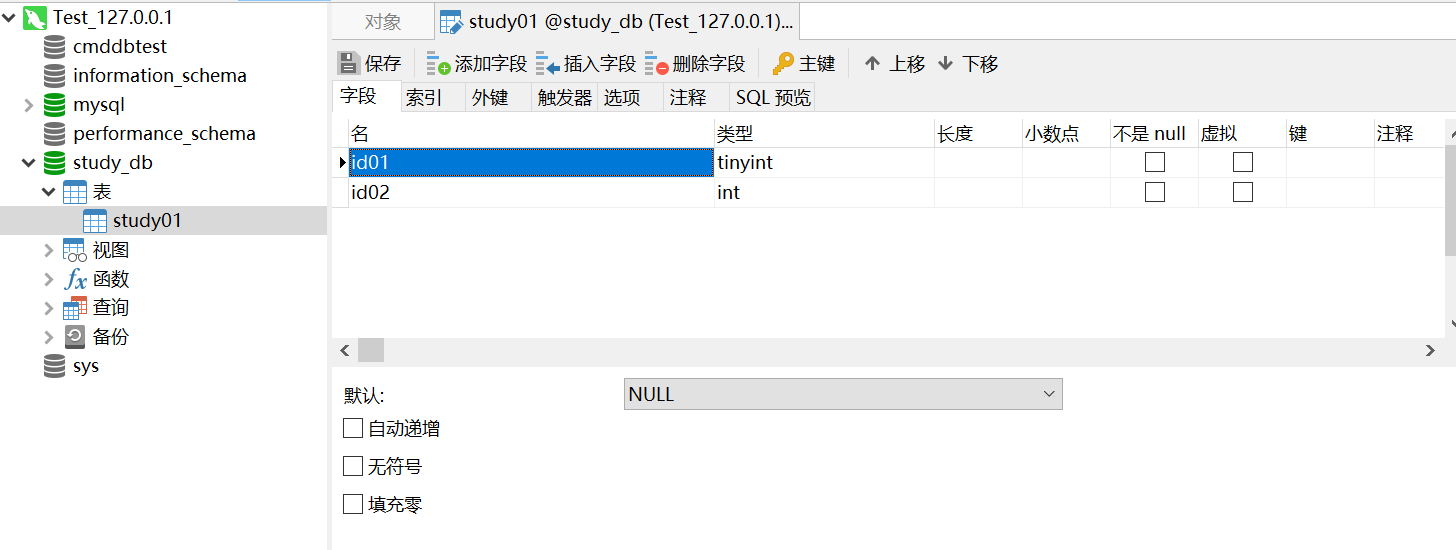 Test_127.0.0.1
cmddbtest
information_schema
mysql
performance_schema
study_db
表
study01
视图
fx 函数
查询
备份
sys
对象 study01 @study_db (Test_127.0.0.1)...
保存 添加字段 插入字段 删除字段 主键 上移 下移
字段 索引 外键 触发器 选项 注释 SQL 预览
名 类型 长度 小数点 不是 null 虚拟 键 注释
id01 tinyint
id02 int
默认: NULL
自动递增
无符号
填充零